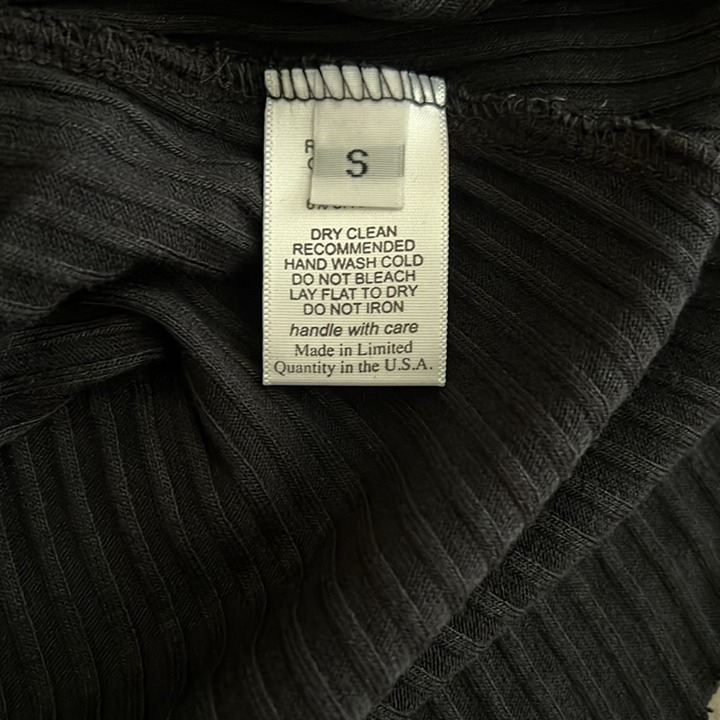 S
DRY CLEAN
RECOMMENDED
HAND WASH COLD
DO NOT BLEACH
LAY FLAT TO DRY
DO NOT IRON
handle with care
Made in Limited
Quantity in the U.S.A.